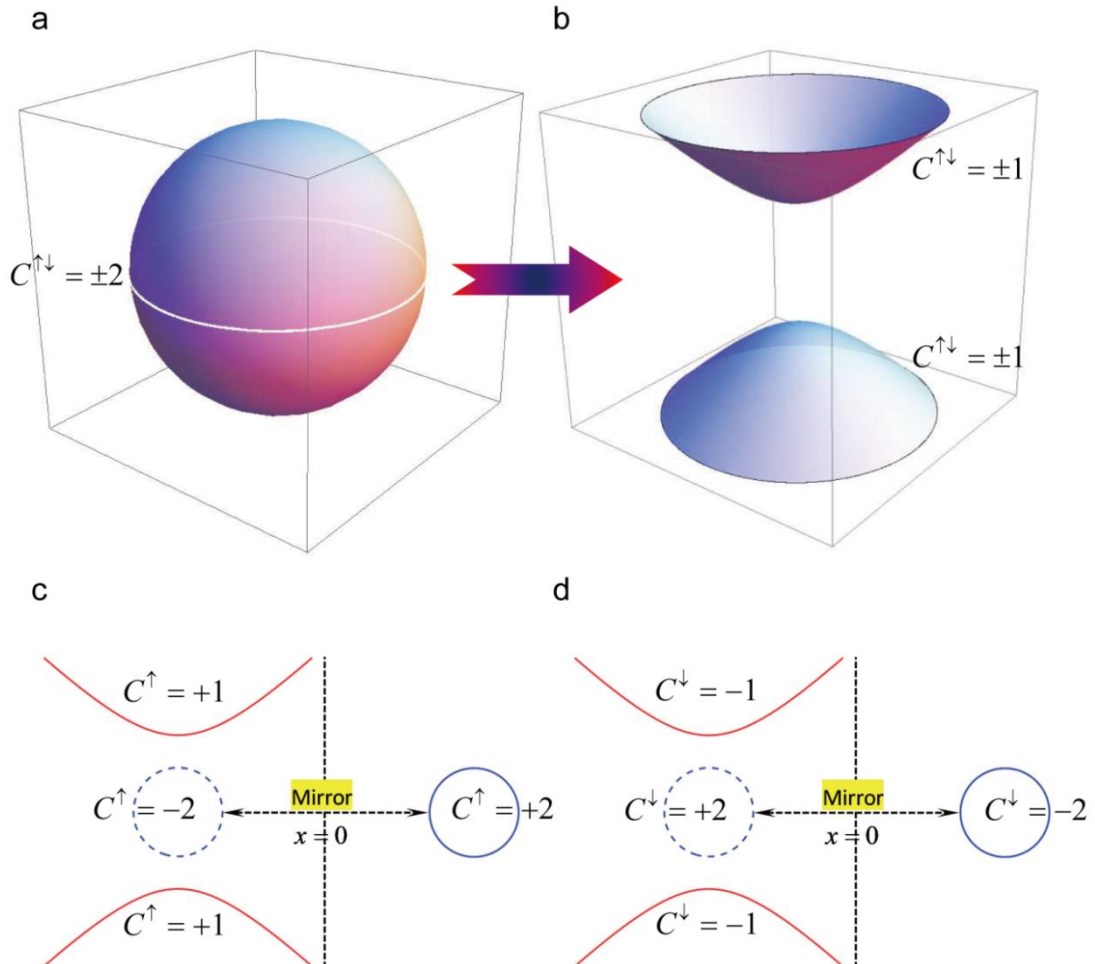 a
b
C↑↓ = ±2
C↑↓ = ±1
C↑↓ = ±1
c
d
C↑ = +1
C↑ = −2
Mirror
x = 0
C↑ = +2
C↑ = +1
C↓ = −1
C↓ = +2
Mirror
x = 0
C↓ = −2
C↓ = −1